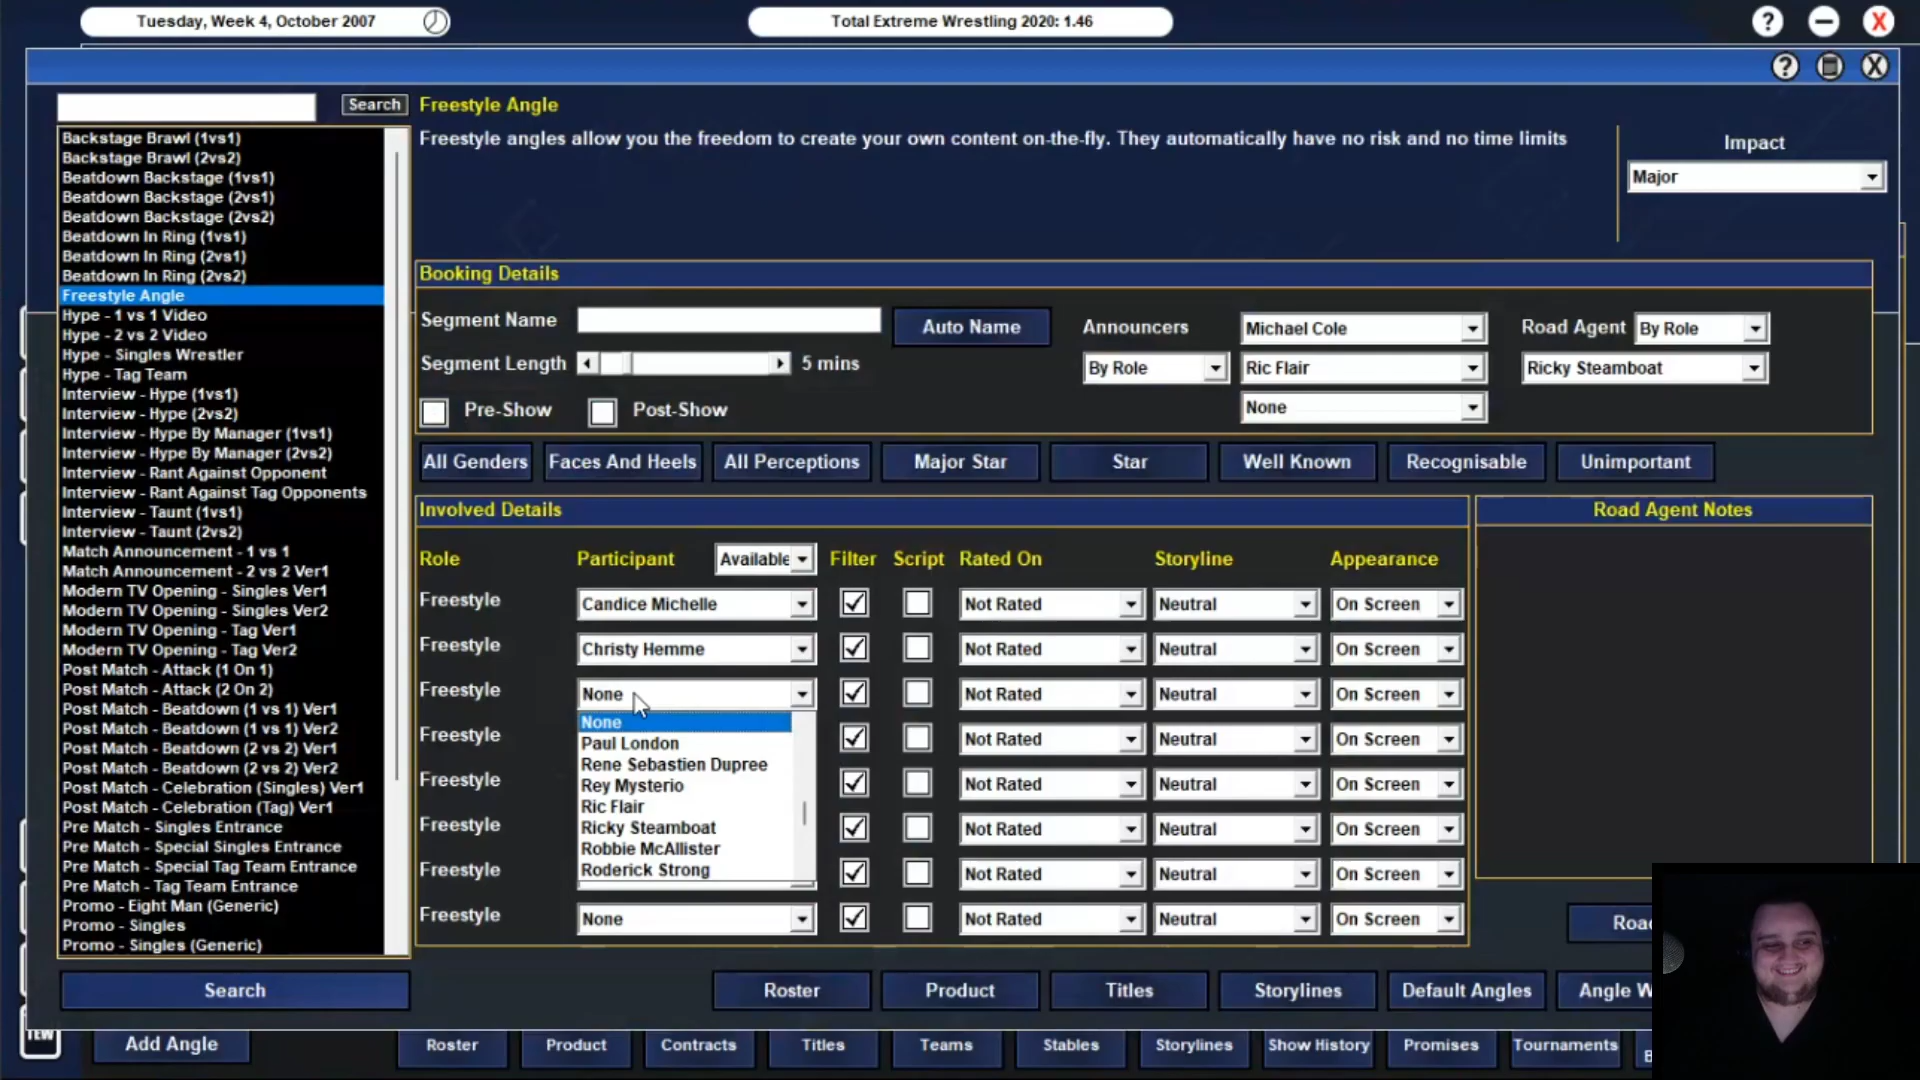 Tuesday, Week 4, October 2007
Total Extreme Wrestling 2020: 1.46
? X
? X
Search
Freestyle Angle
Freestyle angles allow you the freedom to create your own content on-the-fly. They automatically have no risk and no time limits
Impact
Major
Backstage Brawl (1vs1)
Backstage Brawl (2vs2)
Beatdown Backstage (1vs1)
Beatdown Backstage (2vs1)
Beatdown Backstage (2vs2)
Beatdown In Ring (1vs1)
Beatdown In Ring (2vs1)
Beatdown In Ring (2vs2)
Freestyle Angle
Hype - 1 vs 1 Video
Hype - 2 vs 2 Video
Hype - Singles Wrestler
Hype - Tag Team
Interview - Hype (1vs1)
Interview - Hype (2vs2)
Interview - Hype By Manager (1vs1)
Interview - Hype By Manager (2vs2)
Interview - Rant Against Opponent
Interview - Rant Against Tag Opponents
Interview - Taunt (1vs1)
Interview - Taunt (2vs2)
Match Announcement - 1 vs 1
Match Announcement - 2 vs 2 Ver1
Modern TV Opening - Singles Ver1
Modern TV Opening - Singles Ver2
Modern TV Opening - Tag Ver1
Modern TV Opening - Tag Ver2
Post Match - Attack (1 On 1)
Post Match - Attack (2 On 2)
Post Match - Beatdown (1 vs 1) Ver1
Post Match - Beatdown (1 vs 1) Ver2
Post Match - Beatdown (2 vs 2) Ver1
Post Match - Beatdown (2 vs 2) Ver2
Post Match - Celebration (Singles) Ver1
Post Match - Celebration (Tag) Ver1
Pre Match - Singles Entrance
Pre Match - Special Singles Entrance
Pre Match - Special Tag Team Entrance
Pre Match - Tag Team Entrance
Promo - Eight Man (Generic)
Promo - Singles
Promo - Singles (Generic)
Search
Booking Details
Segment Name Auto Name Announcers Michael Cole Road Agent By Role
Segment Length 5 mins By Role Ric Flair Ricky Steamboat
Pre-Show Post-Show None
All Genders Faces And Heels All Perceptions Major Star Star Well Known Recognisable Unimportant
Involved Details
Road Agent Notes
Role Participant Available Filter Script Rated On Storyline Appearance
Freestyle Candice Michelle Not Rated Neutral On Screen
Freestyle Christy Hemme Not Rated Neutral On Screen
Freestyle None Not Rated Neutral On Screen
Freestyle Not Rated Neutral On Screen
Freestyle Not Rated Neutral On Screen
Freestyle Not Rated Neutral On Screen
Freestyle Not Rated Neutral On Screen
Freestyle None Not Rated Neutral On Screen
None
Paul London
Rene Sebastien Dupree
Rey Mysterio
Ric Flair
Ricky Steamboat
Robbie McAllister
Roderick Strong
Roster Product Titles Storylines Default Angles Angle W
TEW
Add Angle Roster Product Contracts Titles Teams Stables Storylines Show History Promises Tournaments